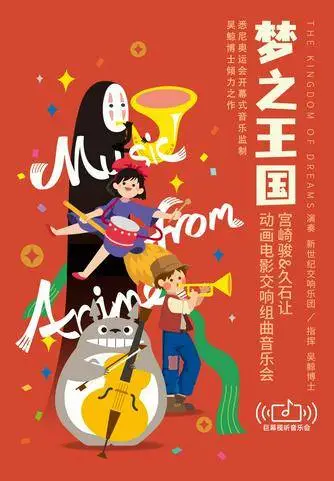 梦之王国
THE KINGDOM OF DREAMS 演奏 新世纪交响乐团 / 指挥 吴鲸博士
悉尼奥运会开幕式音乐监制
吴鲸博士倾力之作
宫崎骏&久石让
动画电影交响组曲音乐会
Music
from
Anime
巨幕视听音乐会